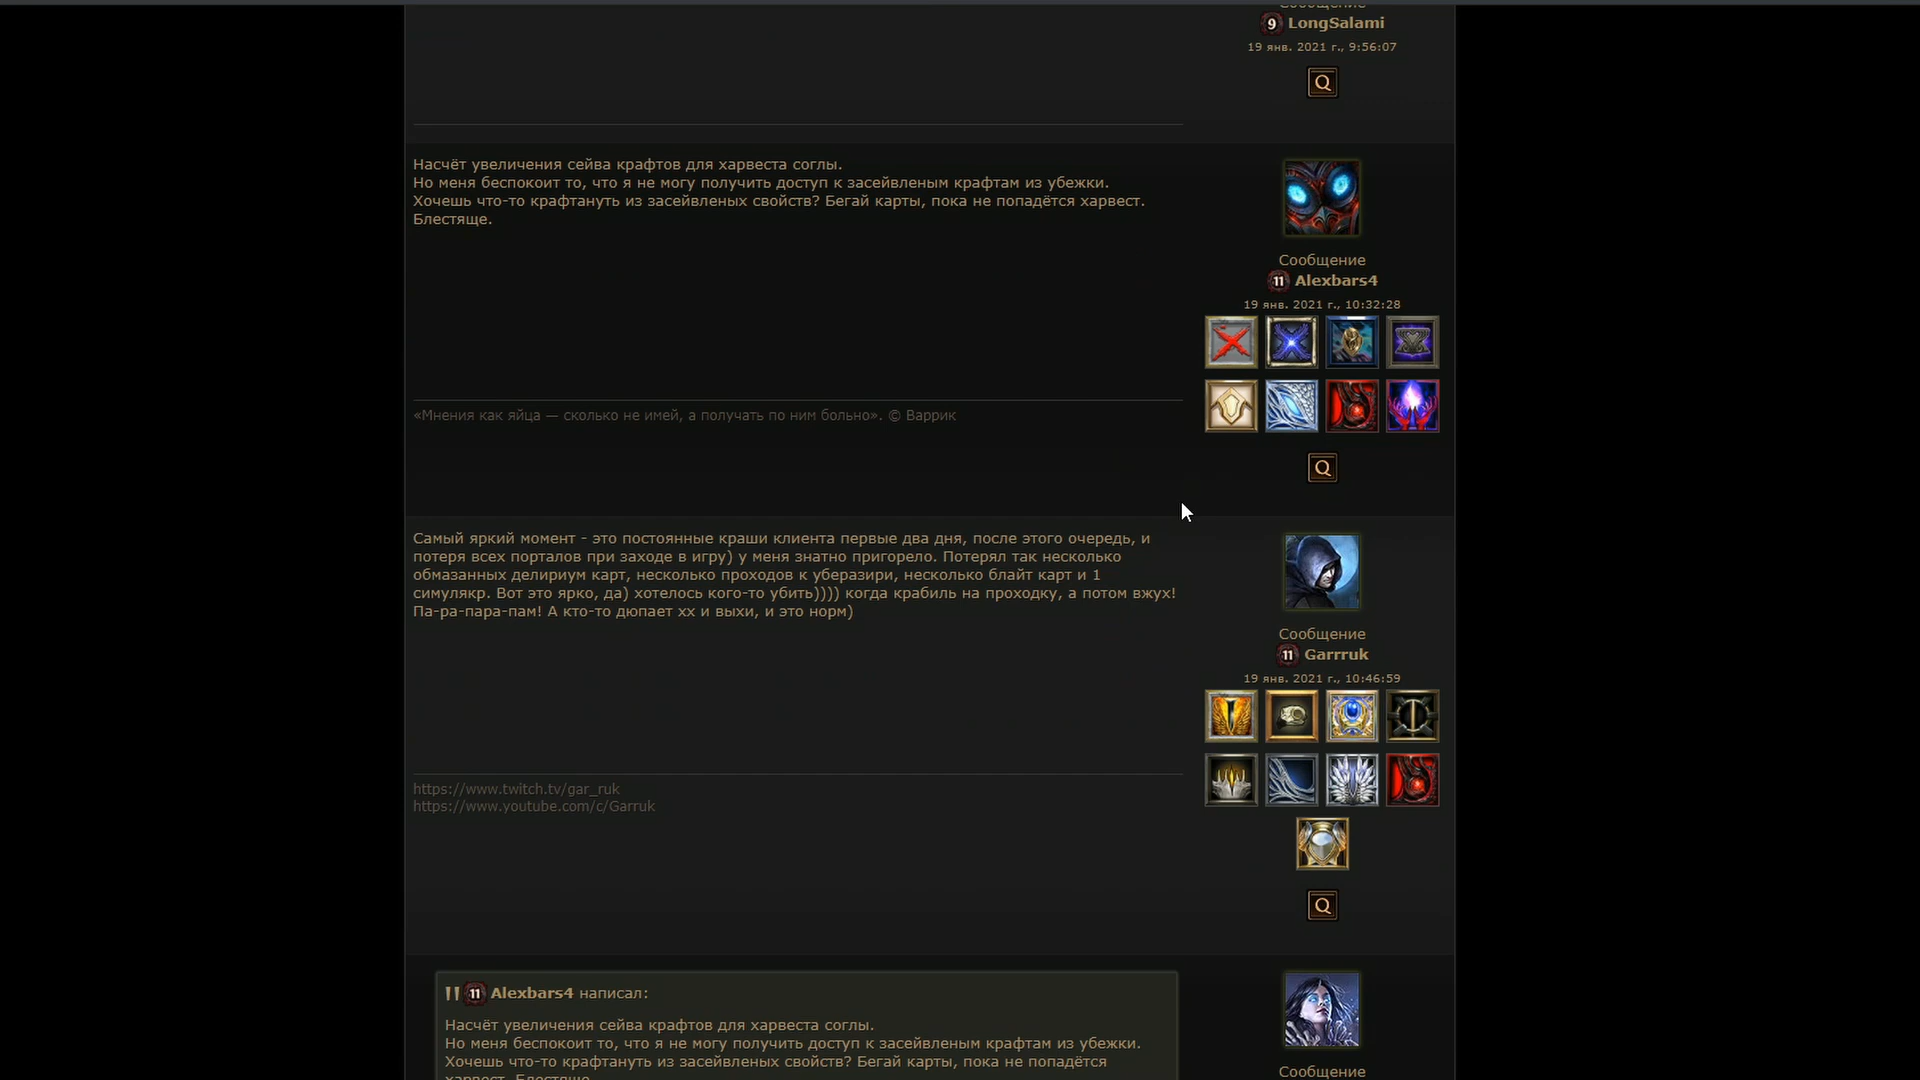 Сообщение
9 LongSalami
19 янв. 2021 г., 9:56:07
Q
Насчёт увеличения сейва крафтов для харвеста соглы.
Но меня беспокоит то, что я не могу получить доступ к засейвленым крафтам из убежки.
Хочешь что-то крафтануть из засейвленых свойств? Бегай карты, пока не попадётся харвест.
Блестяще.
Сообщение
11 Alexbars4
19 янв. 2021 г., 10:32:28
«Мнения как яйца — сколько не имей, а получать по ним больно». © Варрик
Q
Самый яркий момент - это постоянные краши клиента первые два дня, после этого очередь, и
потеря всех порталов при заходе в игру) у меня знатно пригорело. Потерял так несколько
обмазанных делириум карт, несколько проходов к уберазири, несколько блайт карт и 1
симулякр. Вот это ярко, да) хотелось кого-то убить)))) когда крабиль на проходку, а потом вжух!
Па-ра-пара-пам! А кто-то дюпает хх и выхи, и это норм)
Сообщение
11 Garrruk
19 янв. 2021 г., 10:46:59
https://www.twitch.tv/gar_ruk
https://www.youtube.com/c/Garruk
Q
11 Alexbars4 написал:
Насчёт увеличения сейва крафтов для харвеста соглы.
Но меня беспокоит то, что я не могу получить доступ к засейвленым крафтам из убежки.
Хочешь что-то крафтануть из засейвленых свойств? Бегай карты, пока не попадётся
харвест. Блестяще.
Сообщение